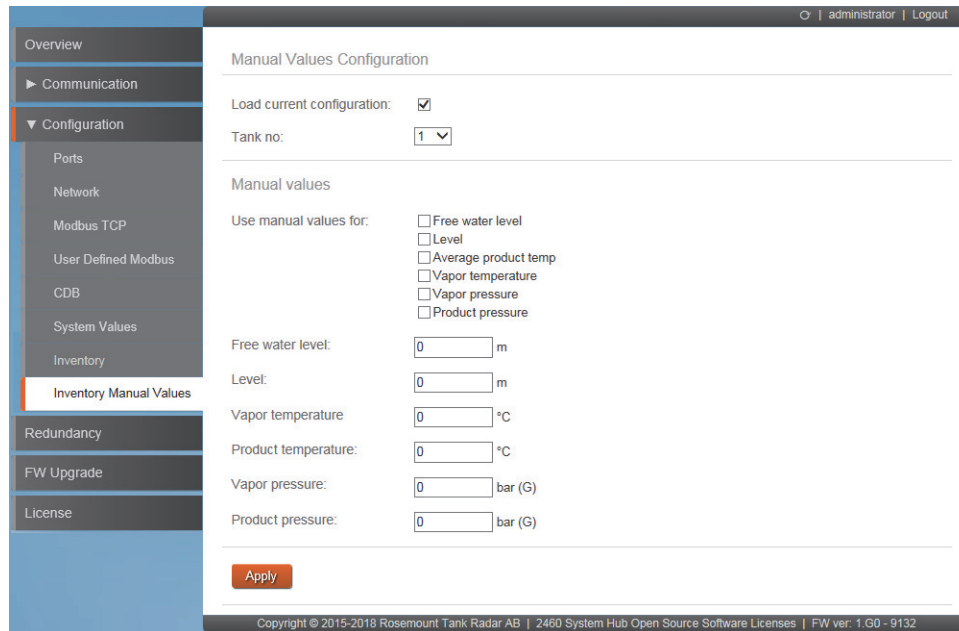 | administrator | Logout
Overview
▶ Communication
▼ Configuration
Ports
Network
Modbus TCP
User Defined Modbus
CDB
System Values
Inventory
Inventory Manual Values
Redundancy
FW Upgrade
License
Manual Values Configuration
Load current configuration:
Tank no: 1
Manual values
Use manual values for: Free water level
Level
Average product temp
Vapor temperature
Vapor pressure
Product pressure
Free water level: 0 m
Level: 0 m
Vapor temperature 0 °C
Product temperature: 0 °C
Vapor pressure: 0 bar (G)
Product pressure: 0 bar (G)
Apply
Copyright © 2015-2018 Rosemount Tank Radar AB | 2460 System Hub Open Source Software Licenses | FW ver: 1.G0 - 9132